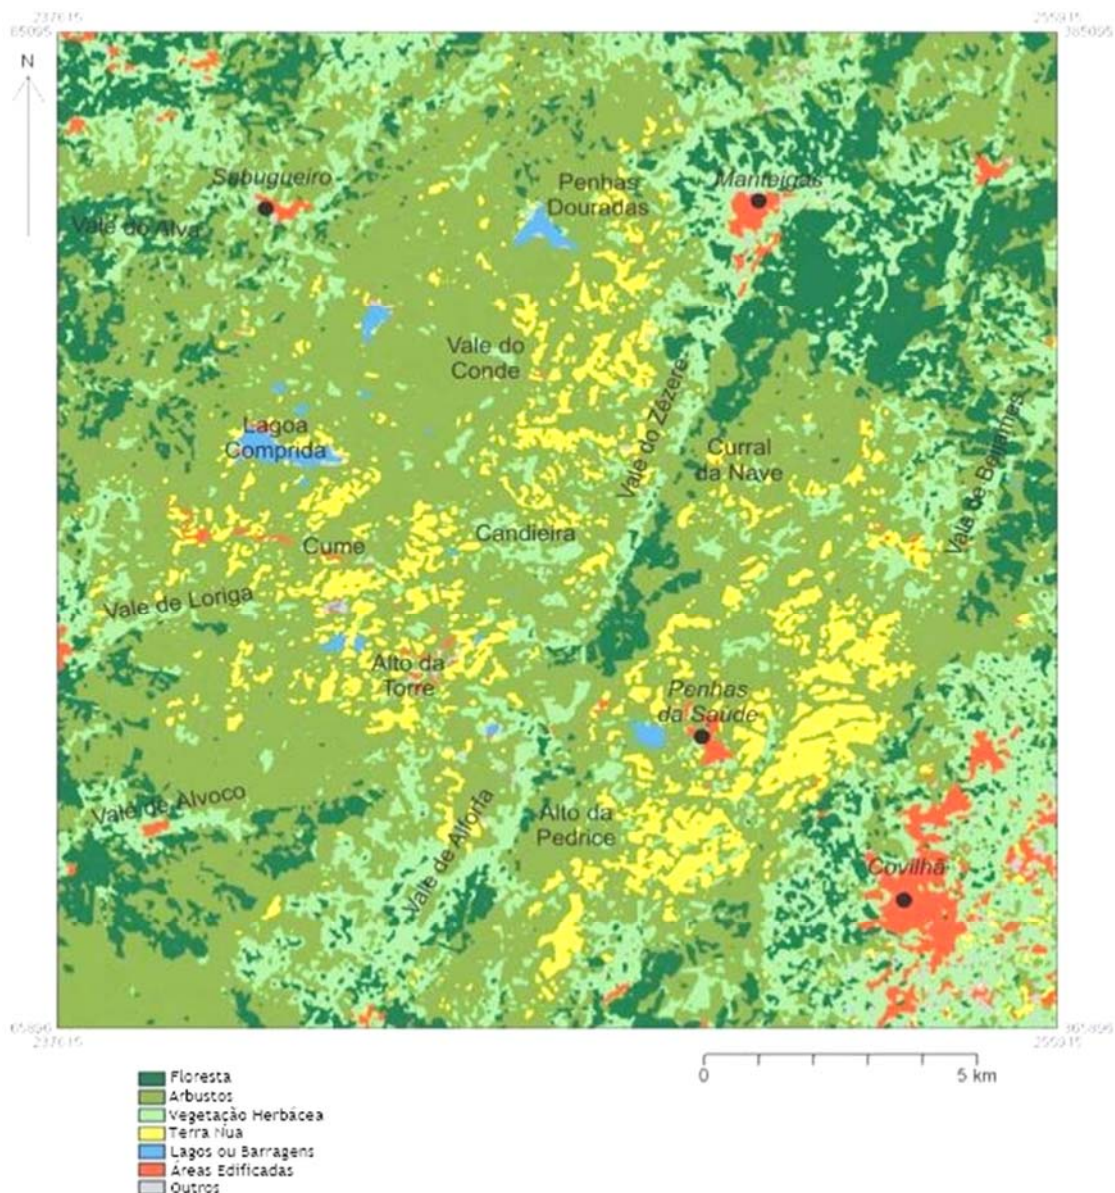 N
Sabugueiro
Vale do Alva
Penhas
Douradas
Manteigas
Vale do
Conde
Lagoa
Comprida
Vale do Zêzere
Curral
da Nave
Vale de Beijames
Candieira
Cume
Vale de Loriga
Alto da
Torre
Penhas
da Saúde
Vale de Alvoco
Vale de Alforfa
Alto da
Pedrice
Covilhã
0
5 km
Floresta
Arbustos
Vegetação Herbácea
Terra Nua
Lagos ou Barragens
Áreas Edificadas
Outros